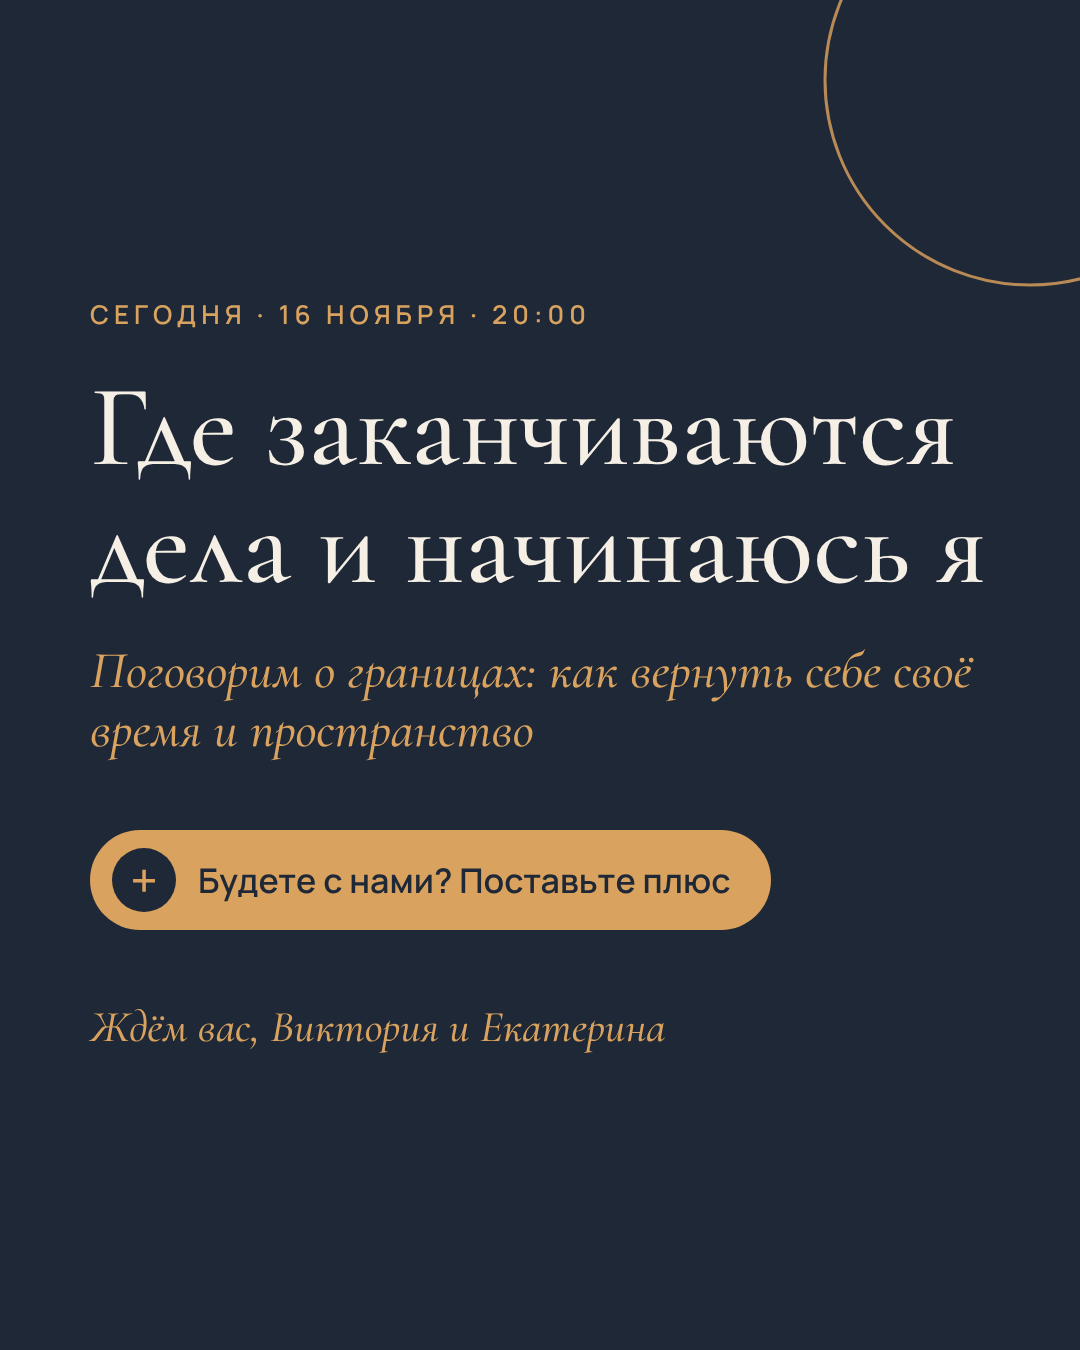 СЕГОДНЯ · 16 НОЯБРЯ · 20:00
Где заканчиваются
дела и начинаюсь я
Поговорим о границах: как вернуть себе своё
время и пространство
+ Будете с нами? Поставьте плюс
Ждём вас, Виктория и Екатерина